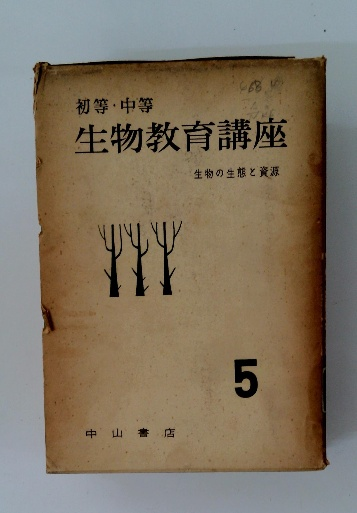 初等・中等
生物教育講座
生物の生態と資源
5
中山書店